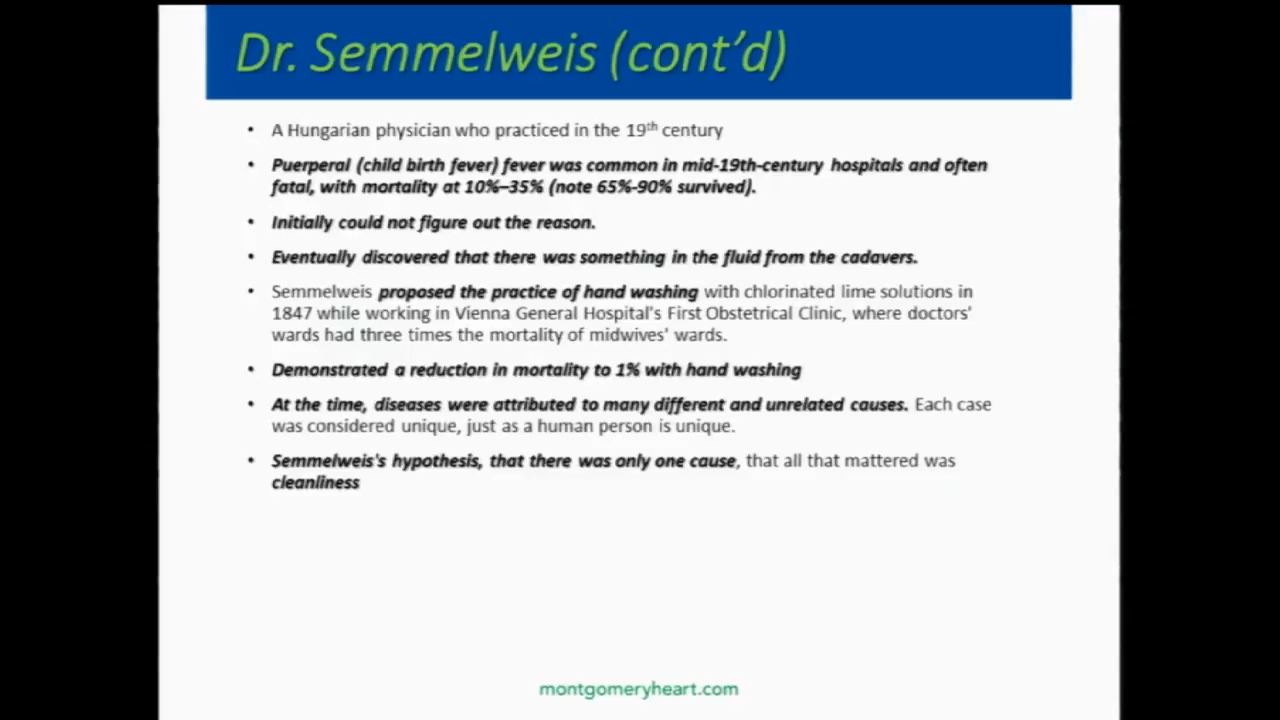 Dr. Semmelweis (cont'd)
• A Hungarian physician who practiced in the 19th century
• Puerperal (child birth fever) fever was common in mid-19th-century hospitals and often
fatal, with mortality at 10%–35% (note 65%-90% survived).
• Initially could not figure out the reason.
• Eventually discovered that there was something in the fluid from the cadavers.
• Semmelweis proposed the practice of hand washing with chlorinated lime solutions in
1847 while working in Vienna General Hospital's First Obstetrical Clinic, where doctors'
wards had three times the mortality of midwives' wards.
• Demonstrated a reduction in mortality to 1% with hand washing
• At the time, diseases were attributed to many different and unrelated causes. Each case
was considered unique, just as a human person is unique.
• Semmelweis's hypothesis, that there was only one cause, that all that mattered was
cleanliness
montgomeryheart.com